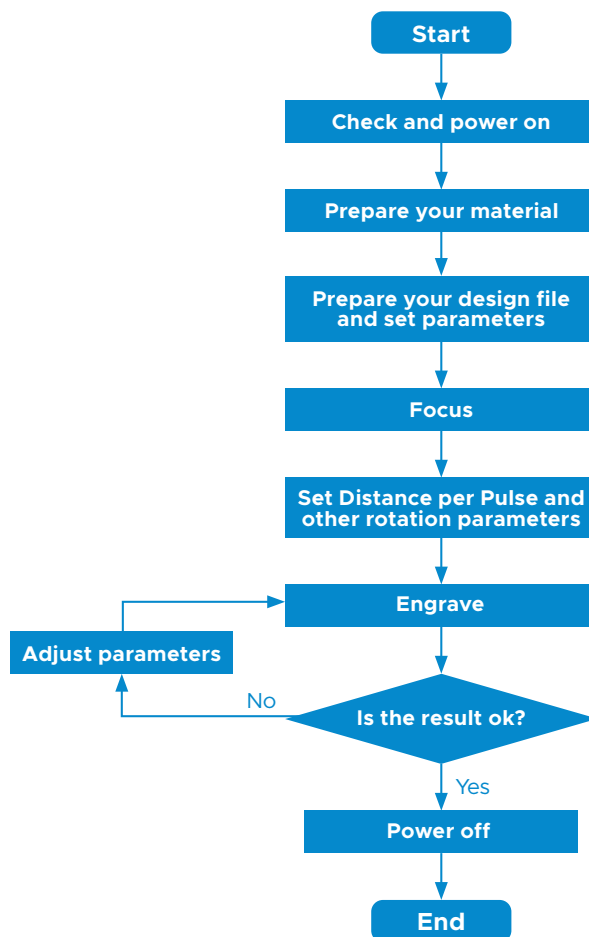 Start
Check and power on
Prepare your material
Prepare your design file
and set parameters
Focus
Set Distance per Pulse and
other rotation parameters
Engrave
Adjust parameters
No
Is the result ok?
Yes
Power off
End